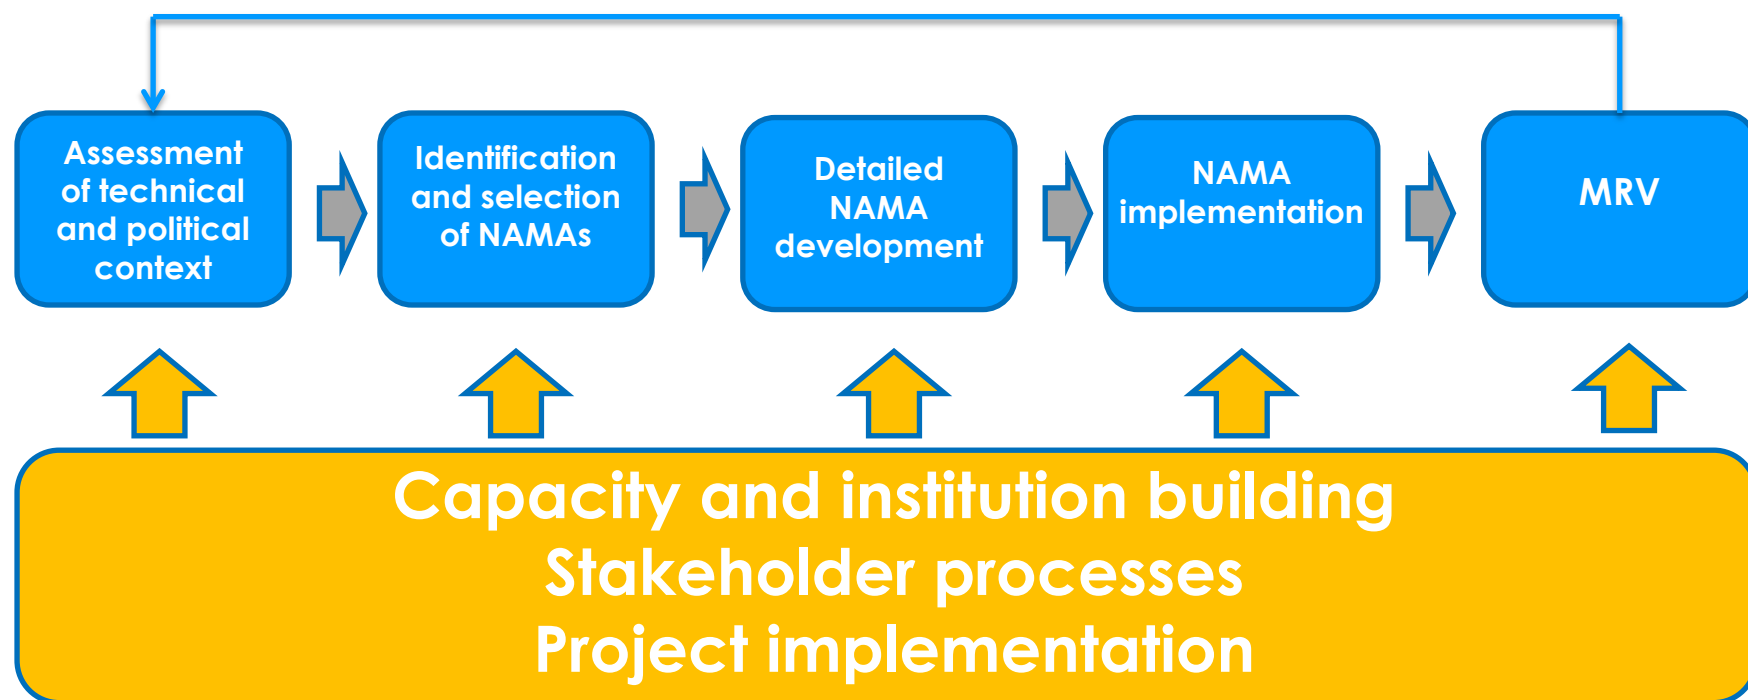 Assessment
of technical
and political
context
Identification
and selection
of NAMAs
Detailed
NAMA
development
NAMA
implementation
MRV
Capacity and institution building
Stakeholder processes
Project implementation